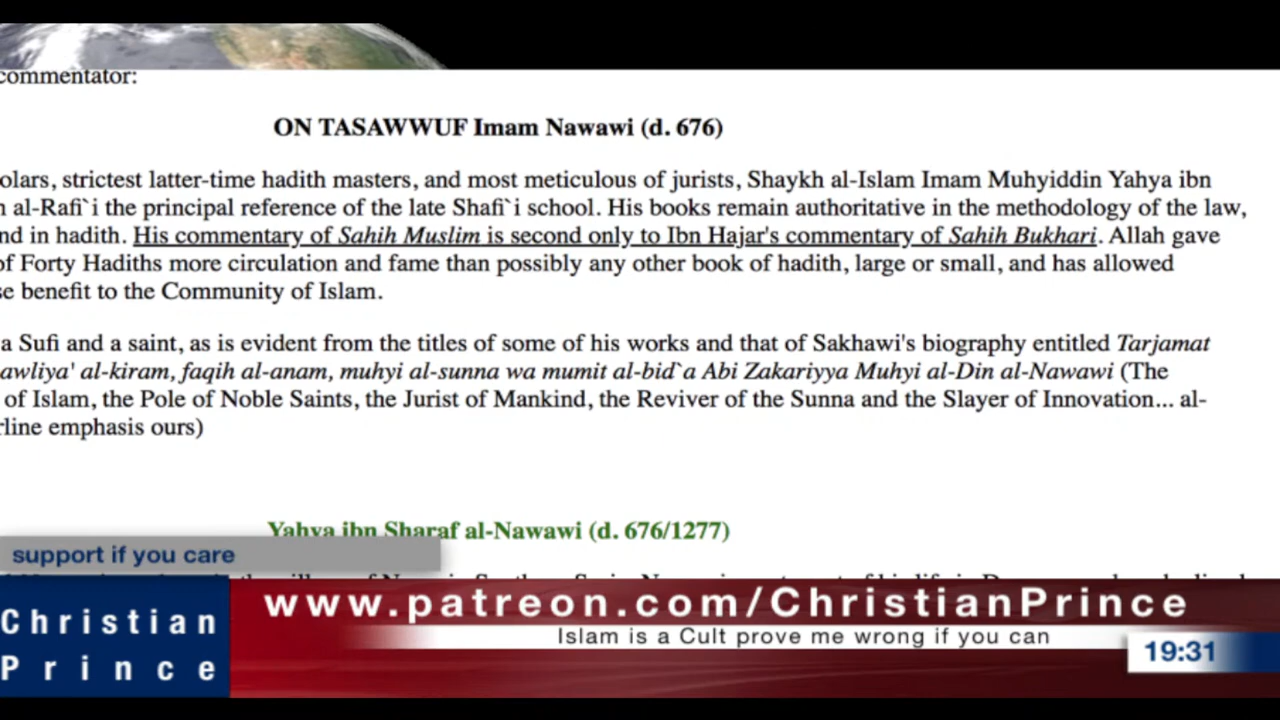 commentator:
ON TASAWWUF Imam Nawawi (d. 676)
olars, strictest latter-time hadith masters, and most meticulous of jurists, Shaykh al-Islam Imam Muhyiddin Yahya ibn
al-Rafi`i the principal reference of the late Shafi`i school. His books remain authoritative in the methodology of the law,
nd in hadith. His commentary of Sahih Muslim is second only to Ibn Hajar's commentary of Sahih Bukhari. Allah gave
of Forty Hadiths more circulation and fame than possibly any other book of hadith, large or small, and has allowed
se benefit to the Community of Islam.
a Sufi and a saint, as is evident from the titles of some of his works and that of Sakhawi's biography entitled Tarjamat
awliya' al-kiram, faqih al-anam, muhyi al-sunna wa mumit al-bid`a Abi Zakariyya Muhyi al-Din al-Nawawi (The
of Islam, the Pole of Noble Saints, the Jurist of Mankind, the Reviver of the Sunna and the Slayer of Innovation... al-
rline emphasis ours)
Yahya ibn Sharaf al-Nawawi (d. 676/1277)
support if you care
Christian
Prince
www.patreon.com/ChristianPrince
Islam is a Cult prove me wrong if you can
19:31